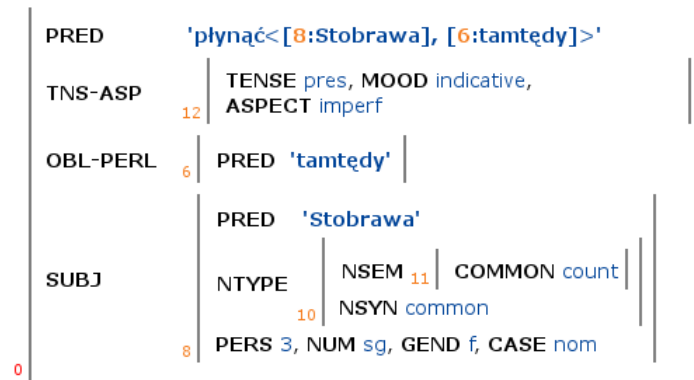 PRED 'płynąć<[8:Stobrawa], [6:tamtędy]>'
TENSE pres, MOOD indicative,
TNS-ASP
12 ASPECT imperf
OBL-PERL 6 PRED 'tamtędy'
PRED 'Stobrawa'
NSEM 11 COMMON count
SUBJ NTYPE
10 NSYN common
8 PERS 3, NUM sg, GEND f, CASE nom
0